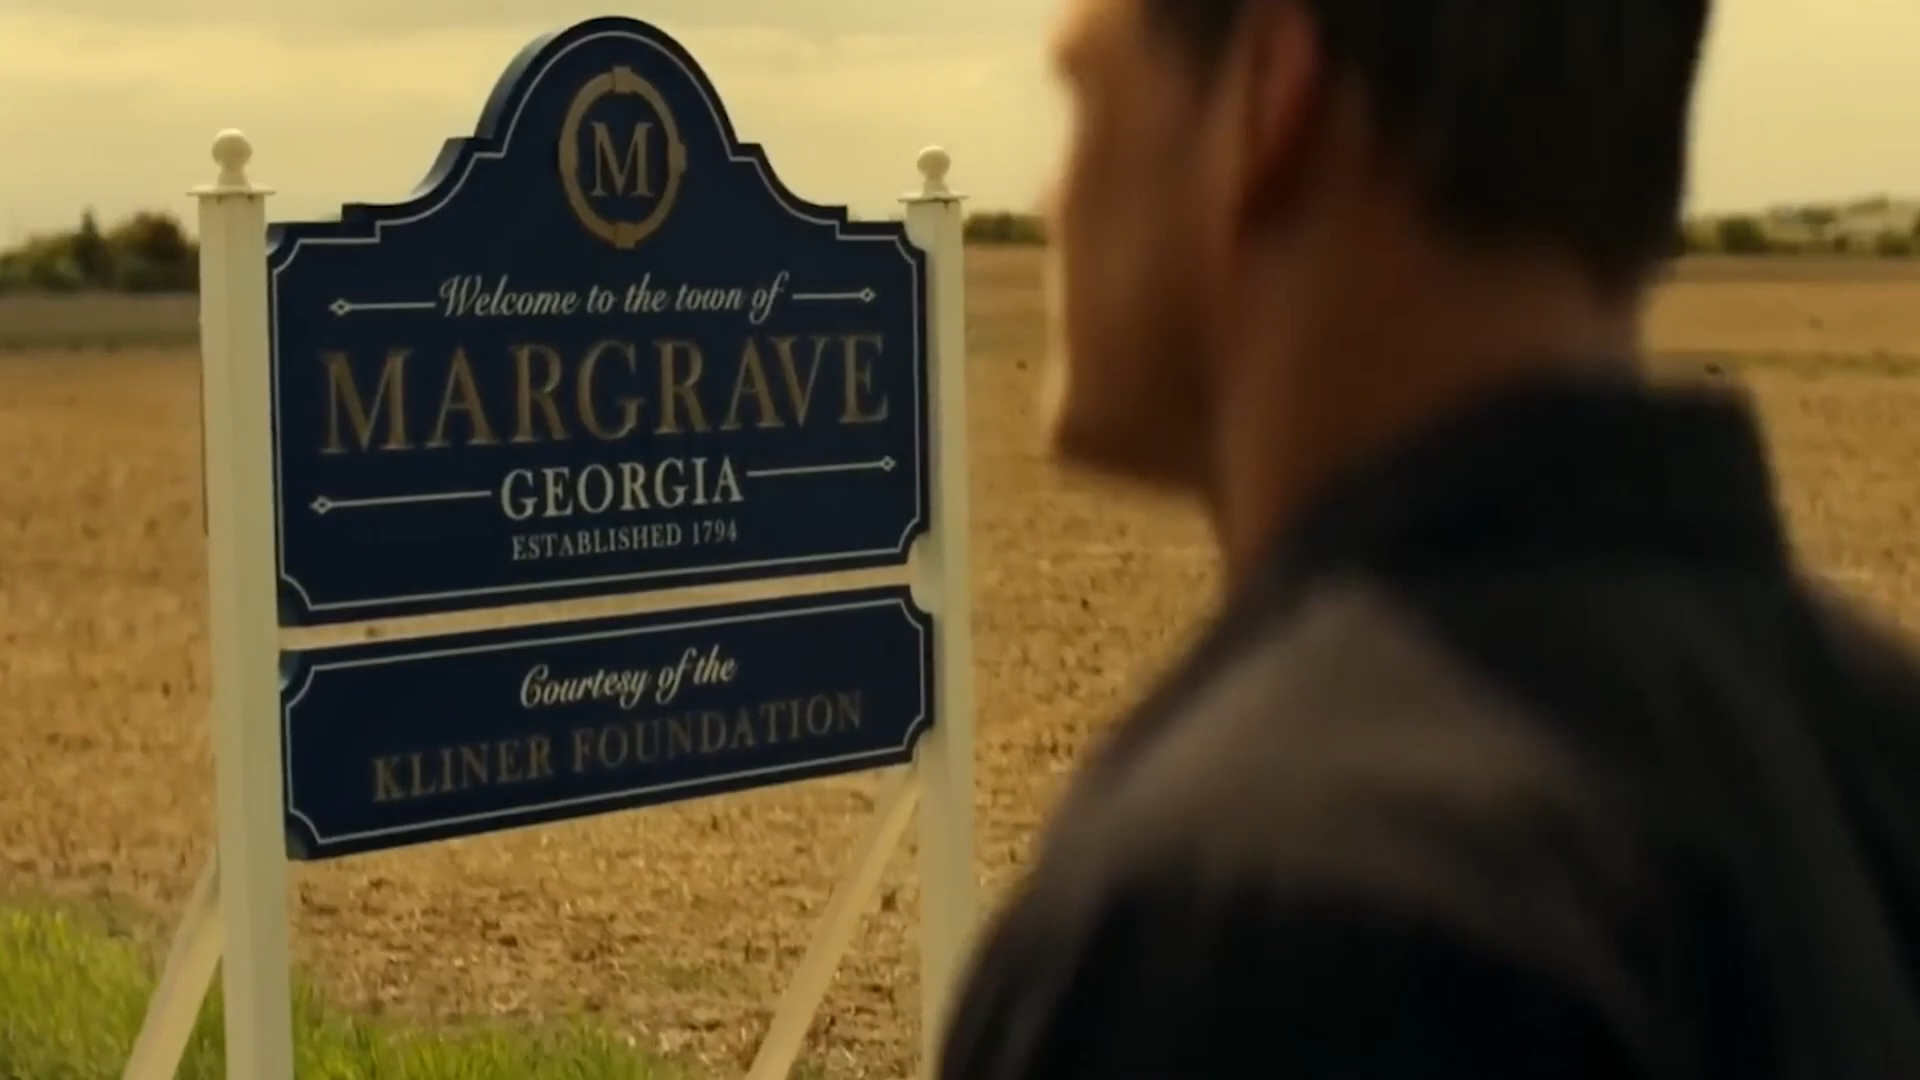 M
Welcome to the town of
MARGRAVE
GEORGIA
ESTABLISHED 1794
Courtesy of the
KLINER FOUNDATION